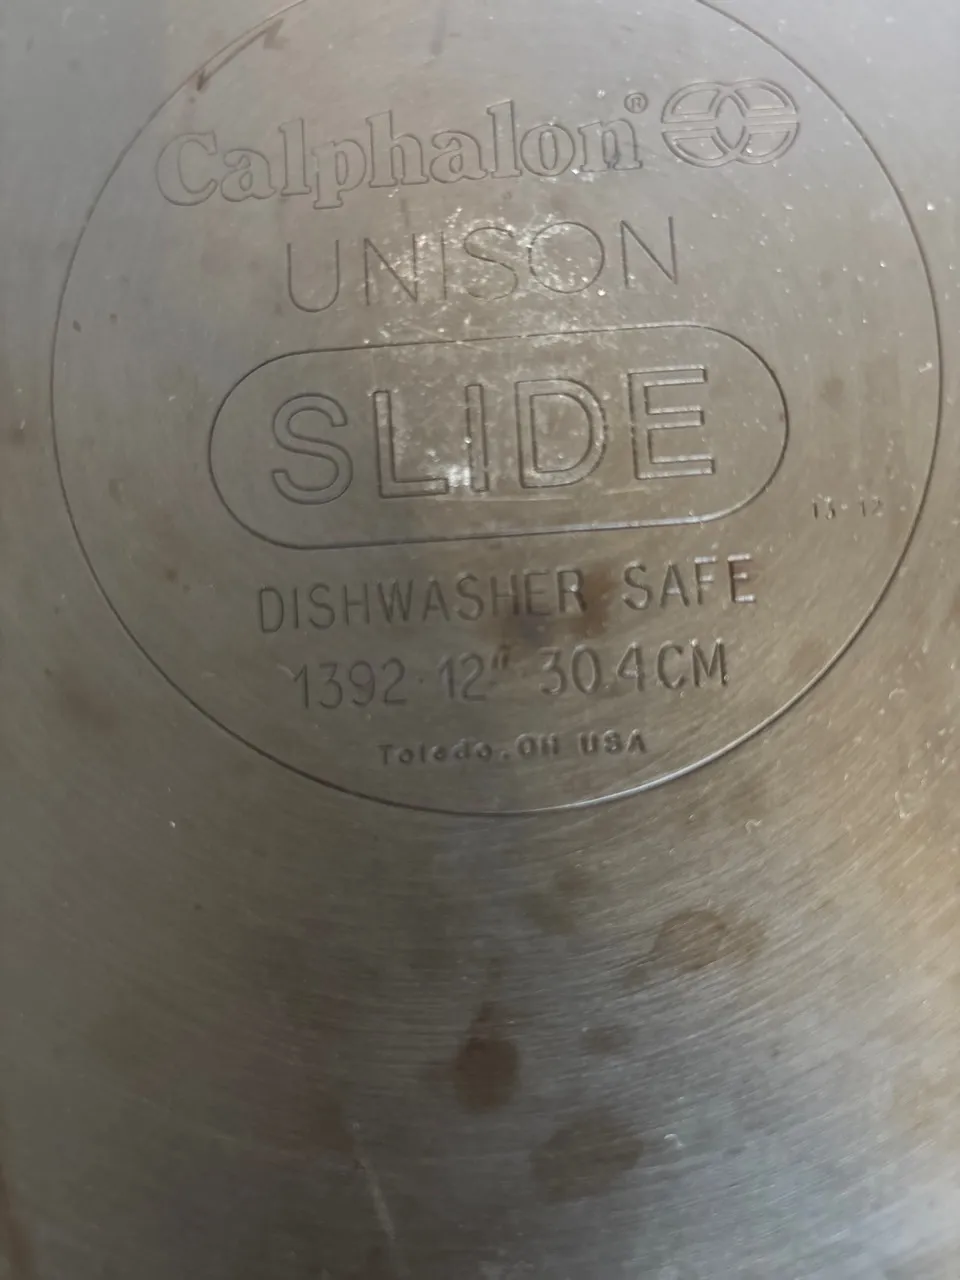 Calphalon®
UNISON
SLIDE
13-12
DISHWASHER SAFE
1392 · 12" 30.4CM
Toledo, OH USA